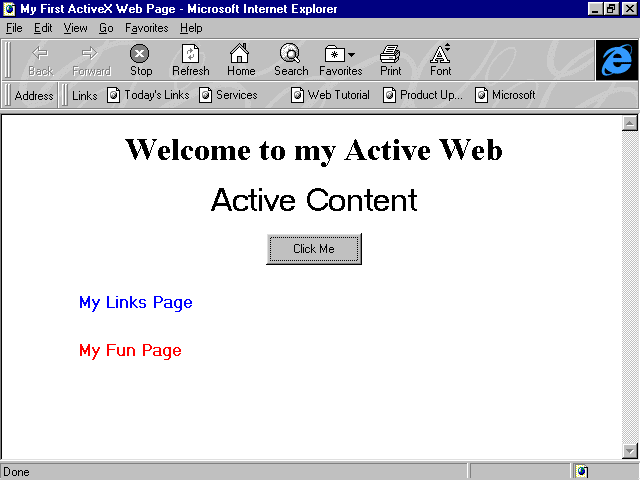 My First ActiveX Web Page - Microsoft Internet Explorer
File Edit View Go Favorites Help
Back Forward Stop Refresh Home Search Favorites Print Font
Address Links Today's Links Services Web Tutorial Product Up... Microsoft
Welcome to my Active Web
Active Content
Click Me
My Links Page
My Fun Page
Done